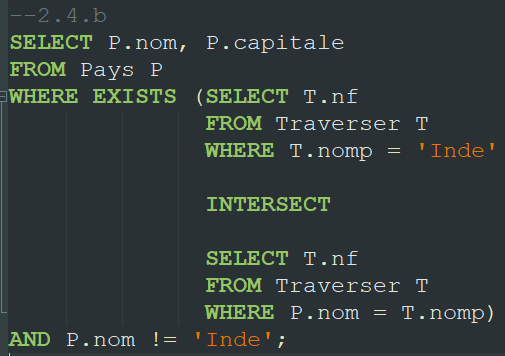 --2.4.b
SELECT P.nom, P.capitale
FROM Pays P
WHERE EXISTS (SELECT T.nf
FROM Traverser T
WHERE T.nomp = 'Inde'
INTERSECT
SELECT T.nf
FROM Traverser T
WHERE P.nom = T.nomp)
AND P.nom != 'Inde';